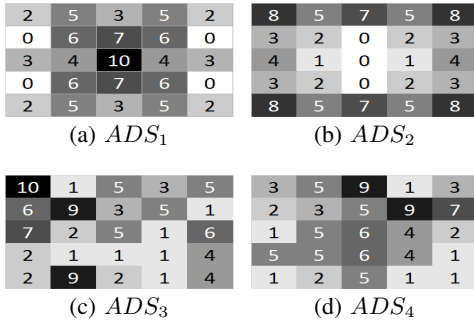 2 5 3 5 2
0 6 7 6 0
3 4 10 4 3
0 6 7 6 0
2 5 3 5 2
(a) ADS1
8 5 7 5 8
3 2 0 2 3
4 1 0 1 4
3 2 0 2 3
8 5 7 5 8
(b) ADS2
10 1 5 3 5
6 9 3 5 1
7 2 5 1 6
2 1 1 1 4
2 9 2 1 4
(c) ADS3
3 5 9 1 3
2 3 5 9 7
1 5 6 4 2
5 5 6 4 1
1 2 5 1 1
(d) ADS4